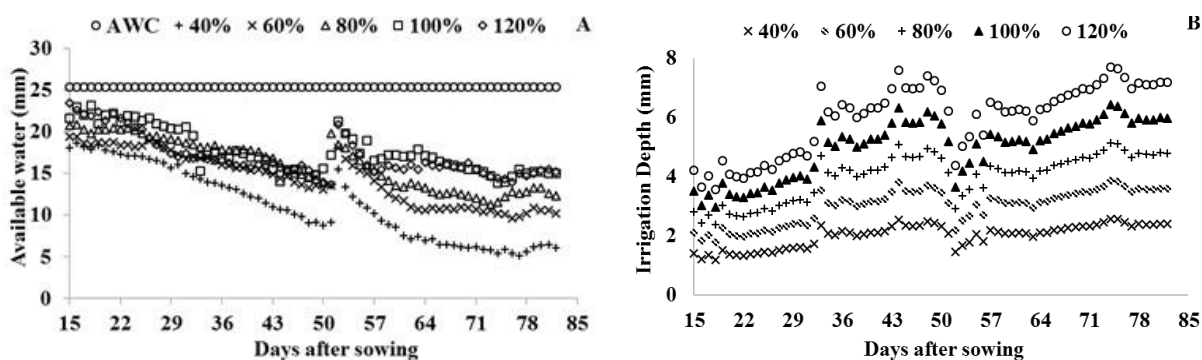 AWC 40% 60% 80% 100% 120% A
30
25
20
15
10
5
0
Available water (mm)
15 22 29 36 43 50 57 64 71 78 85
Days after sowing
B
40% 60% 80% 100% 120%
8
6
4
2
0
Irrigation Depth (mm)
15 22 29 36 43 50 57 64 71 78 85
Days after sowing